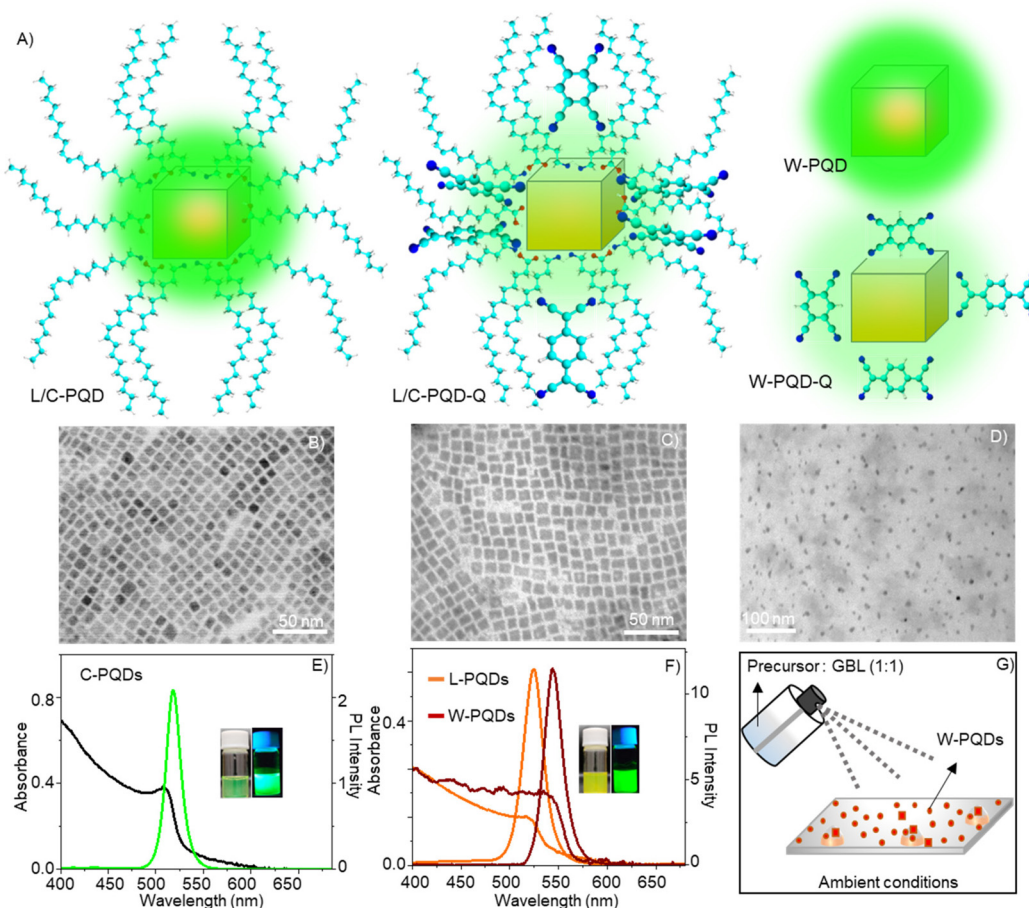 A)
L/C-PQD
L/C-PQD-Q
W-PQD
W-PQD-Q
B)
50 nm
C)
50 nm
D)
100 nm
E)
C-PQDs
0.8
0.4
0.0
Absorbance
2
1
0
PL Intensity
400 450 500 550 600 650
Wavelength (nm)
F)
L-PQDs
W-PQDs
0.4
0.0
Absorbance
10
5
0
PL Intensity
400 450 500 550 600 650
Wavelength (nm)
G)
Precursor: GBL (1:1)
W-PQDs
Ambient conditions